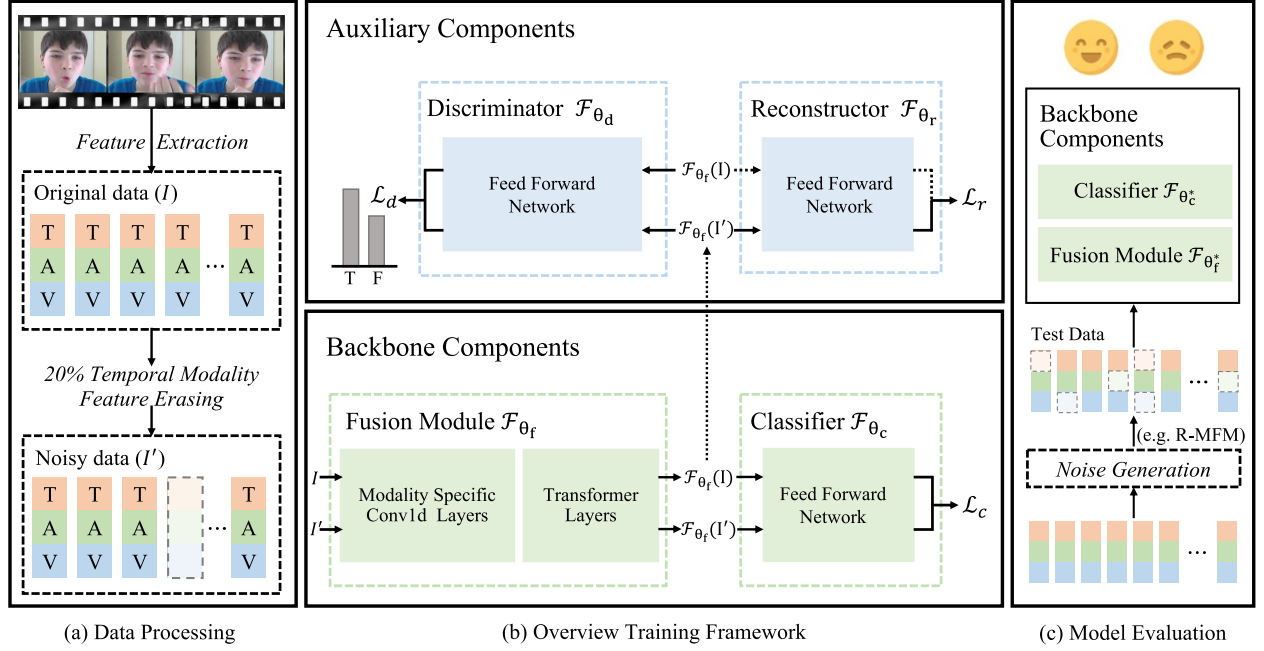 Feature Extraction
Original data (I)
T T T T T
A A A A ... A
V V V V V
20% Temporal Modality
Feature Erasing
Noisy data (I')
T T T T
A A A ... A
V V V V
(a) Data Processing
Auxiliary Components
Discriminator ℱθd
Feed Forward
Network
ℒd
T F
ℱθf(I)
ℱθf(I')
Reconstructor ℱθr
Feed Forward
Network
ℒr
Backbone Components
Fusion Module ℱθf
I
I'
Modality Specific
Conv1d Layers
Transformer
Layers
ℱθf(I)
ℱθf(I')
Classifier ℱθc
Feed Forward
Network
ℒc
(b) Overview Training Framework
Backbone
Components
Classifier ℱθc*
Fusion Module ℱθf*
Test Data
...
(e.g. R-MFM)
Noise Generation
...
(c) Model Evaluation